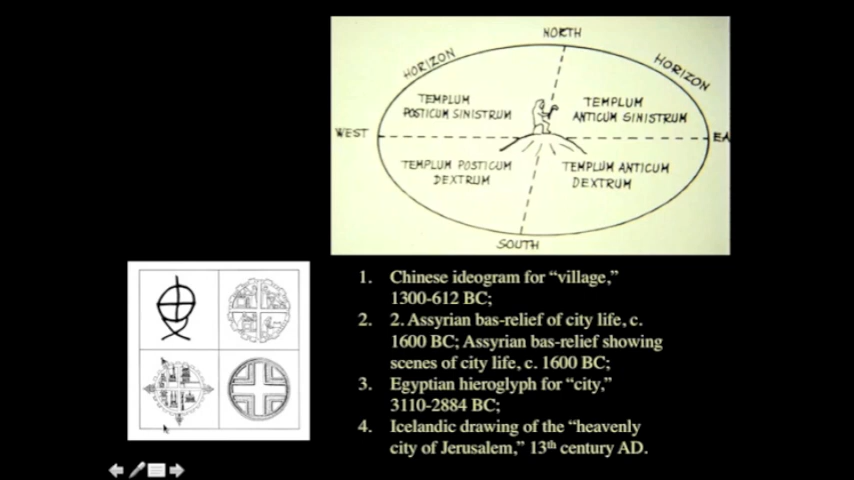 NORTH
HORIZON
HORIZON
TEMPLUM
POSTICUM SINISTRUM
TEMPLUM
ANTICUM SINISTRUM
WEST
EA
TEMPLUM POSTICUM
DEXTRUM
TEMPLUM ANTICUM
DEXTRUM
SOUTH
1. Chinese ideogram for “village,”
1300-612 BC;
2. 2. Assyrian bas-relief of city life, c.
1600 BC; Assyrian bas-relief showing
scenes of city life, c. 1600 BC;
3. Egyptian hieroglyph for “city,”
3110-2884 BC;
4. Icelandic drawing of the “heavenly
city of Jerusalem,” 13th century AD.